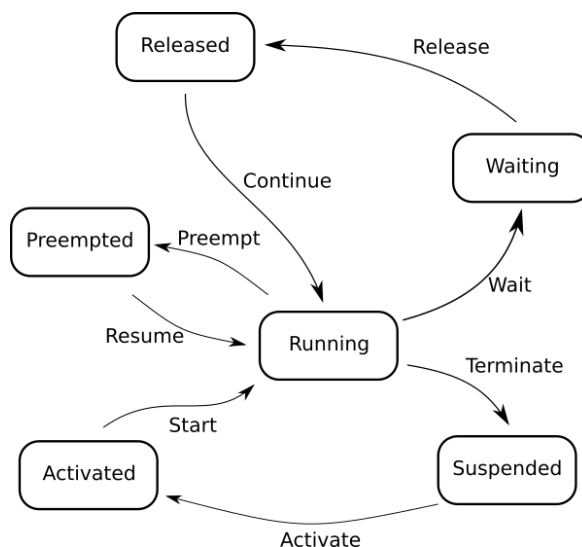 Released
Release
Waiting
Continue
Preempted
Preempt
Wait
Resume
Running
Terminate
Start
Activated
Suspended
Activate